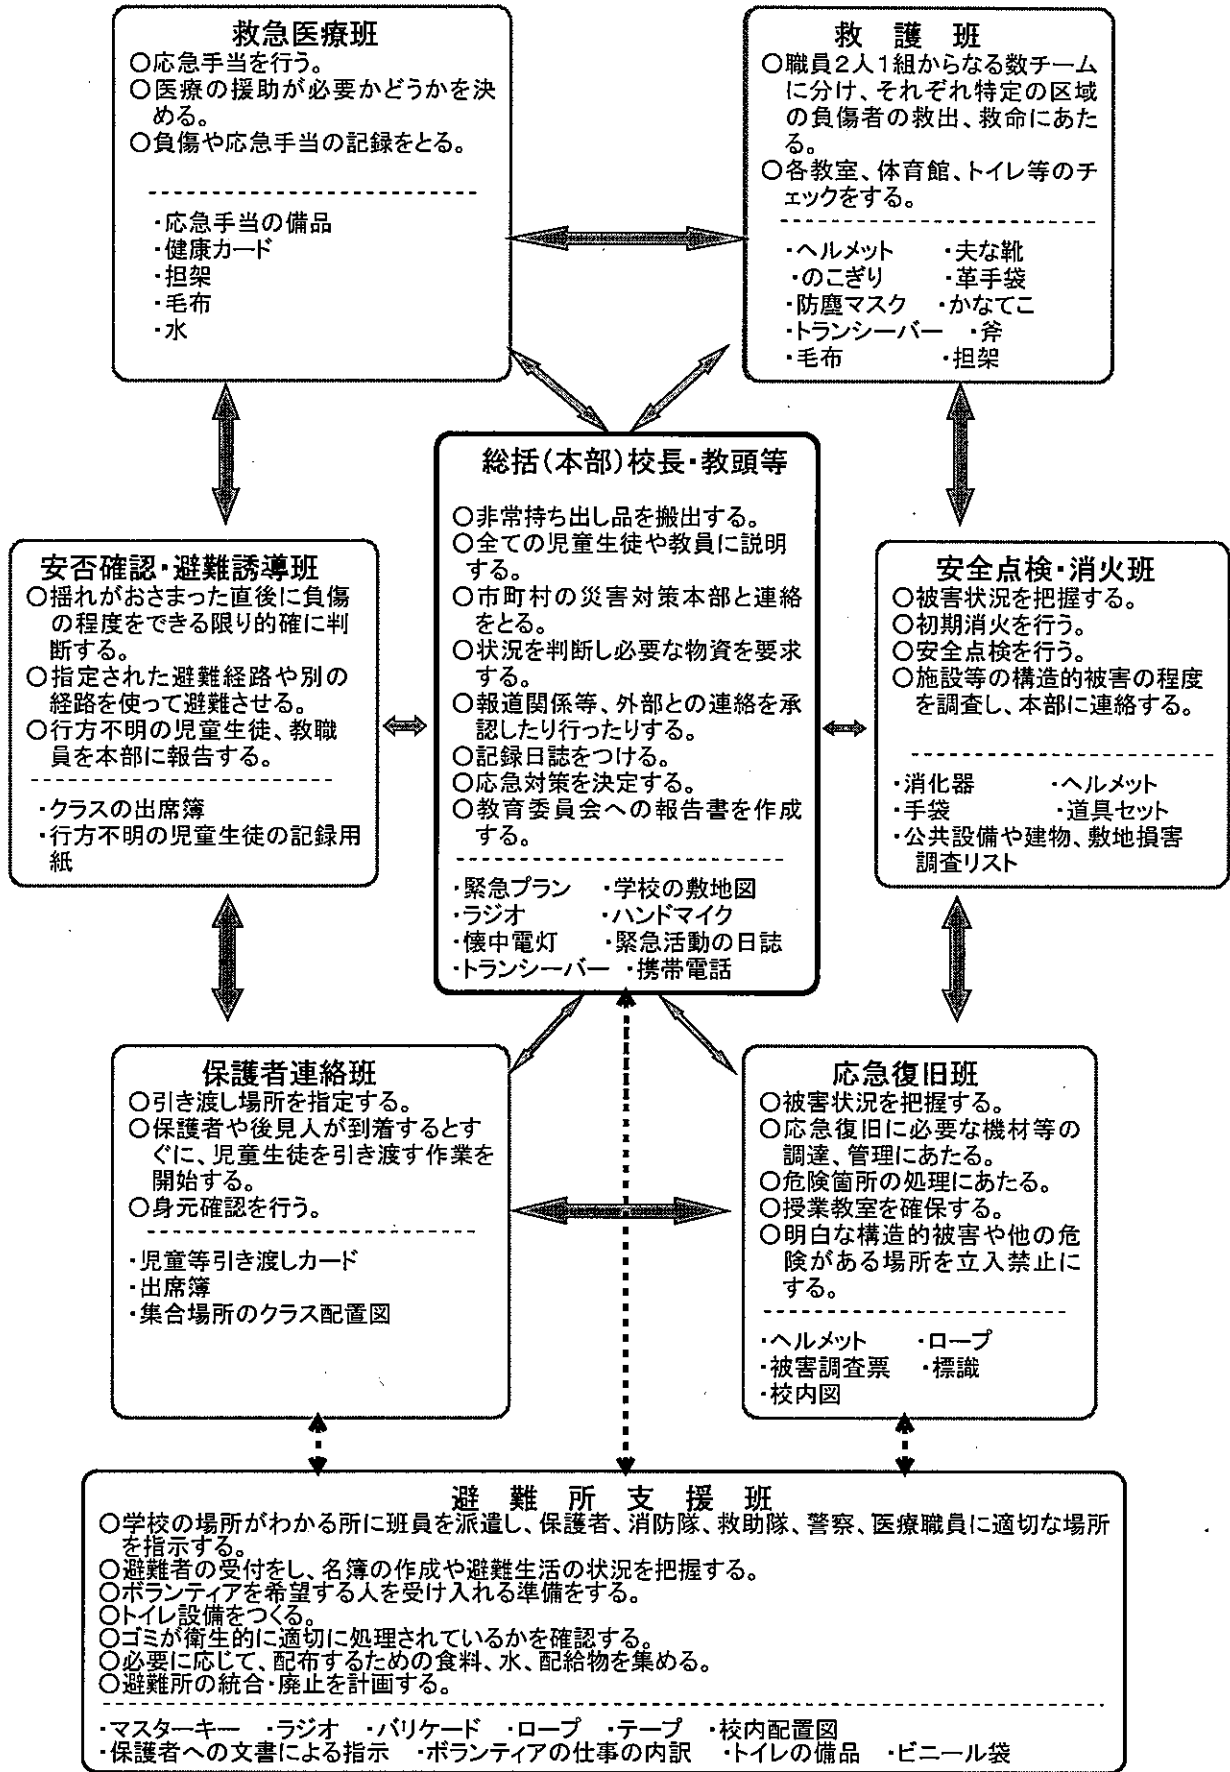 救急医療班
○応急手当を行う。
○医療の援助が必要かどうかを決
める。
○負傷や応急手当の記録をとる。
・応急手当の備品
・健康カード
・担架
・毛布
・水
救 護 班
○職員2人1組からなる数チーム
に分け、それぞれ特定の区域
の負傷者の救出、救命にあた
る。
○各教室、体育館、トイレ等のチ
ェックをする。
・ヘルメット ・夫な靴
・のこぎり ・革手袋
・防塵マスク ・かなてこ
・トランシーバー ・斧
・毛布 ・担架
総括(本部)校長・教頭等
○非常持ち出し品を搬出する。
○全ての児童生徒や教員に説明
する。
○市町村の災害対策本部と連絡
をとる。
○状況を判断し必要な物資を要求
する。
○報道関係等、外部との連絡を承
認したり行ったりする。
○記録日誌をつける。
○応急対策を決定する。
○教育委員会への報告書を作成
する。
・緊急プラン ・学校の敷地図
・ラジオ ・ハンドマイク
・懐中電灯 ・緊急活動の日誌
・トランシーバー ・携帯電話
安否確認・避難誘導班
○揺れがおさまった直後に負傷
の程度をできる限り的確に判
断する。
○指定された避難経路や別の
経路を使って避難させる。
○行方不明の児童生徒、教職
員を本部に報告する。
・クラスの出席簿
・行方不明の児童生徒の記録用
紙
安全点検・消火班
○被害状況を把握する。
○初期消火を行う。
○安全点検を行う。
○施設等の構造的被害の程度
を調査し、本部に連絡する。
・消化器 ・ヘルメット
・手袋 ・道具セット
・公共設備や建物、敷地損害
調査リスト
保護者連絡班
○引き渡し場所を指定する。
○保護者や後見人が到着するとす
ぐに、児童生徒を引き渡す作業を
開始する。
○身元確認を行う。
・児童等引き渡しカード
・出席簿
・集合場所のクラス配置図
応急復旧班
○被害状況を把握する。
○応急復旧に必要な機材等の
調達、管理にあたる。
○危険箇所の処理にあたる。
○授業教室を確保する。
○明白な構造的被害や他の危
険がある場所を立入禁止に
する。
・ヘルメット ・ロープ
・被害調査票 ・標識
・校内図
避 難 所 支 援 班
○学校の場所がわかる所に班員を派遣し、保護者、消防隊、救助隊、警察、医療職員に適切な場所
を指示する。
○避難者の受付をし、名簿の作成や避難生活の状況を把握する。
○ボランティアを希望する人を受け入れる準備をする。
○トイレ設備をつくる。
○ゴミが衛生的に適切に処理されているかを確認する。
○必要に応じて、配布するための食料、水、配給物を集める。
○避難所の統合・廃止を計画する。
・マスターキー ・ラジオ ・バリケード ・ロープ ・テープ ・校内配置図
・保護者への文書による指示 ・ボランティアの仕事の内訳 ・トイレの備品 ・ビニール袋